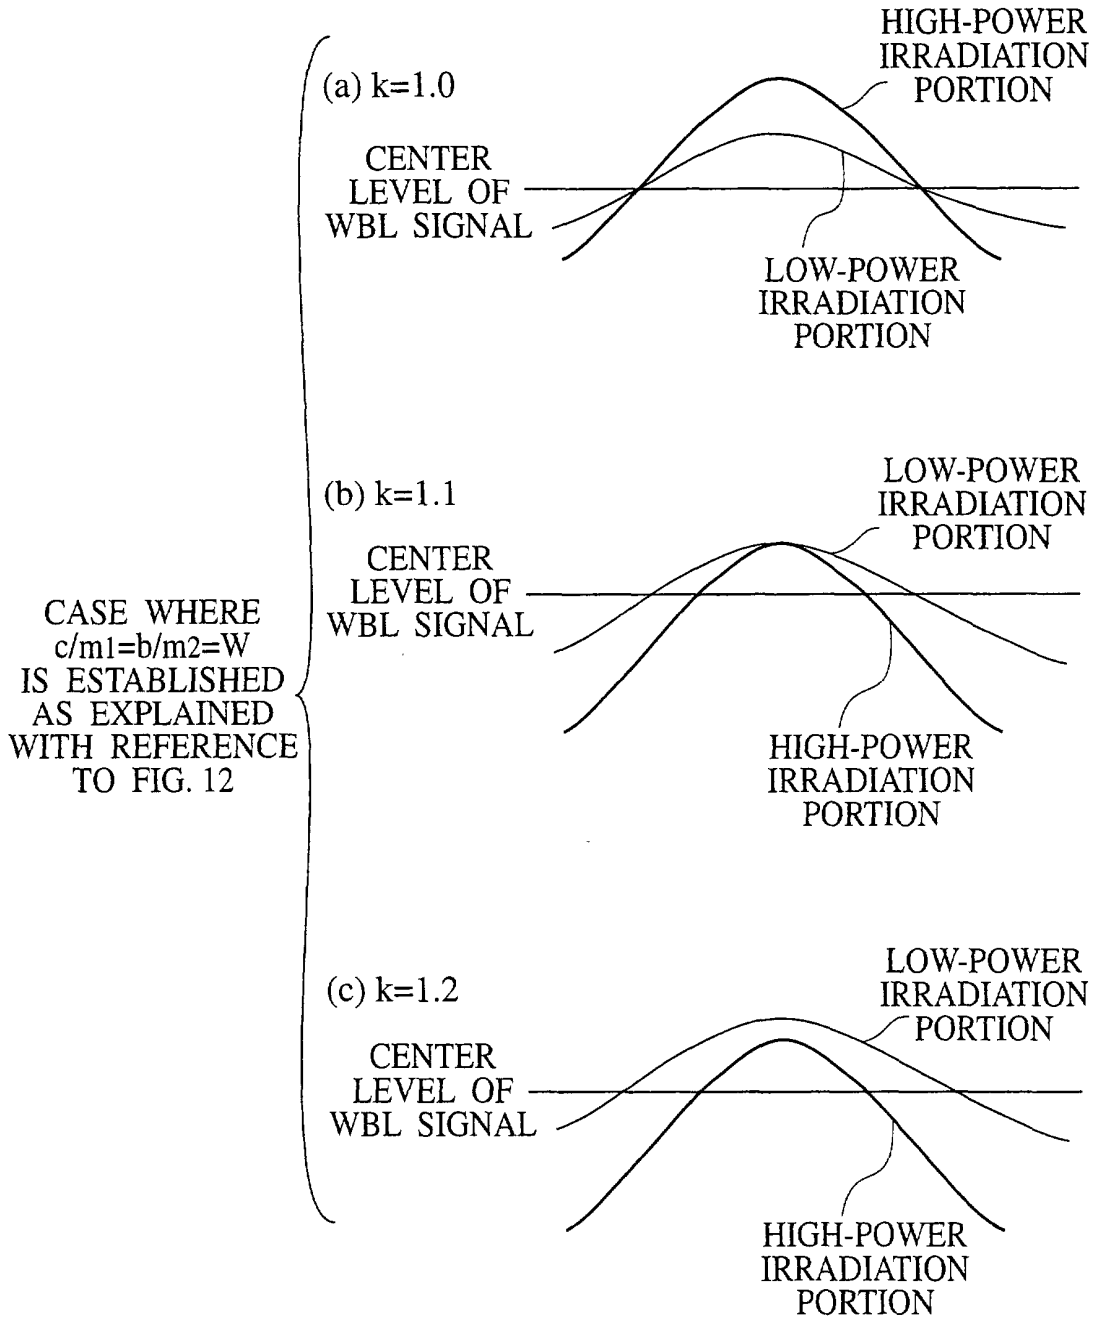 HIGH-POWER
IRRADIATION
PORTION
(a) k=1.0
CENTER
LEVEL OF
WBL SIGNAL
LOW-POWER
IRRADIATION
PORTION
LOW-POWER
IRRADIATION
PORTION
(b) k=1.1
CENTER
LEVEL OF
WBL SIGNAL
CASE WHERE
c/m1=b/m2=W
IS ESTABLISHED
AS EXPLAINED
WITH REFERENCE
TO FIG. 12
HIGH-POWER
IRRADIATION
PORTION
LOW-POWER
IRRADIATION
PORTION
(c) k=1.2
CENTER
LEVEL OF
WBL SIGNAL
HIGH-POWER
IRRADIATION
PORTION